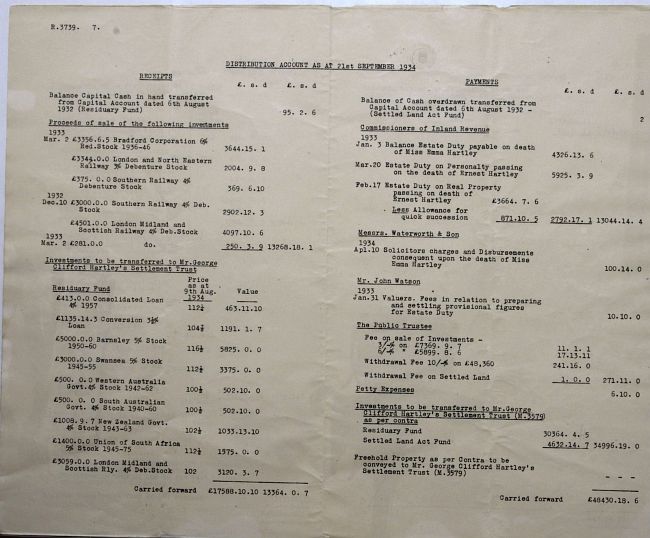 R.3739. 7.
DISTRIBUTION ACCOUNT AS AT 21st SEPTEMBER 1934
RECEIPTS
£. s. d £. s. d
Balance Capital Cash in hand transferred
from Capital Account dated 6th August
1932 (Residuary Fund) 95. 2. 6
Proceeds of sale of the following investments
1933
Mar. 2 £3356.6.5 Bradford Corporation 6%
Red.Stock 1936-46 3644.15. 1
£3344.0.0 London and North Eastern
Railway 3% Debenture Stock 2004. 9. 8
£375. 0.0 Southern Railway 4%
Debenture Stock 369. 6.10
1932
Dec.10 £3000.0.0 Southern Railway 4% Deb.
Stock 2902.12. 3
£4501.0.0 London Midland and
Scottish Railway 4% Deb.Stock 4097.10. 6
1933
Mar. 2 £281.0.0 do. 250. 3. 9 13268.18. 1
Investments to be transferred to Mr.George
Clifford Hartley's Settlement Trust
Residuary Fund
Price
as at
9th Aug.
1934
Value
£413.0.0 Consolidated Loan
4% 1957 112¼ 463.11.10
£1135.14.3 Conversion 3½%
Loan 1191. 1. 7
£5000.0.0 Barnsley 5% Stock
1950-60 116½ 5825. 0. 0
£3000.0.0 Swansea 5% Stock
1945-55 112½ 3375. 0. 0
£500. 0.0 Western Australia
Govt.4% Stock 1942-62 100½ 502.10. 0
£500. 0. 0 South Australian
Govt. 4% Stock 1940-60 100½ 502.10. 0
£1008. 9. 7 New Zealand Govt.
4% Stock 1943-63 102½ 1033.13.10
£1400.0.0 Union of South Africa
5% Stock 1945-75 1975. 0. 0
£3059.0.0 London Midland and
Scottish Rly. 4% Deb.Stock 102 3120. 3. 7
Carried forward £17588.10.10 13364. 0. 7
PAYMENTS
£. s. d £. s. d
Balance of Cash overdrawn transferred from
Capital Account dated 6th August 1932 -
(Settled Land Act Fund) 2
Commissioners of Inland Revenue
1933
Jan. 3 Balance Estate Duty payable on death
of Miss Emma Hartley 4326.13. 6
Mar.20 Estate Duty on Personalty passing
on the death of Ernest Hartley 5925. 3. 9
Feb.17 Estate Duty on Real Property
passing on death of
Ernest Hartley £3664. 7. 6
Less Allowance for
quick succession 871.10. 5 2792.17. 1 13044.14. 4
Messrs. Waterworth & Son
1934
Apl.10 Solicitors charges and Disbursements
consequent upon the death of Miss
Emma Hartley 100.14. 0
Mr. John Watson
1933
Jan.31 Valuers. Fees in relation to preparing
and settling provisional figures
for Estate Duty 10.10. 0
The Public Trustee
Fee on sales of Investments -
3/-% on £7369. 9. 7 11. 1. 1
6/-% " £5899. 8. 6 17.13.11
Withdrawal Fee 10/-% on £48,360 241.16. 0
Withdrawal Fee on Settled Land 1. 0. 0 271.11. 0
Petty Expenses 6.10. 0
Investments to be transferred to Mr.George
Clifford Hartley's Settlement Trust (M.3579)
as per contra
Residuary Fund 30364. 4. 5
Settled Land Act Fund 4632.14. 7 34996.19. 0
Freehold Property as per Contra to be
conveyed to Mr. George Clifford Hartley's
Settlement Trust (M.3579) - - -
Carried forward £48430.18. 6